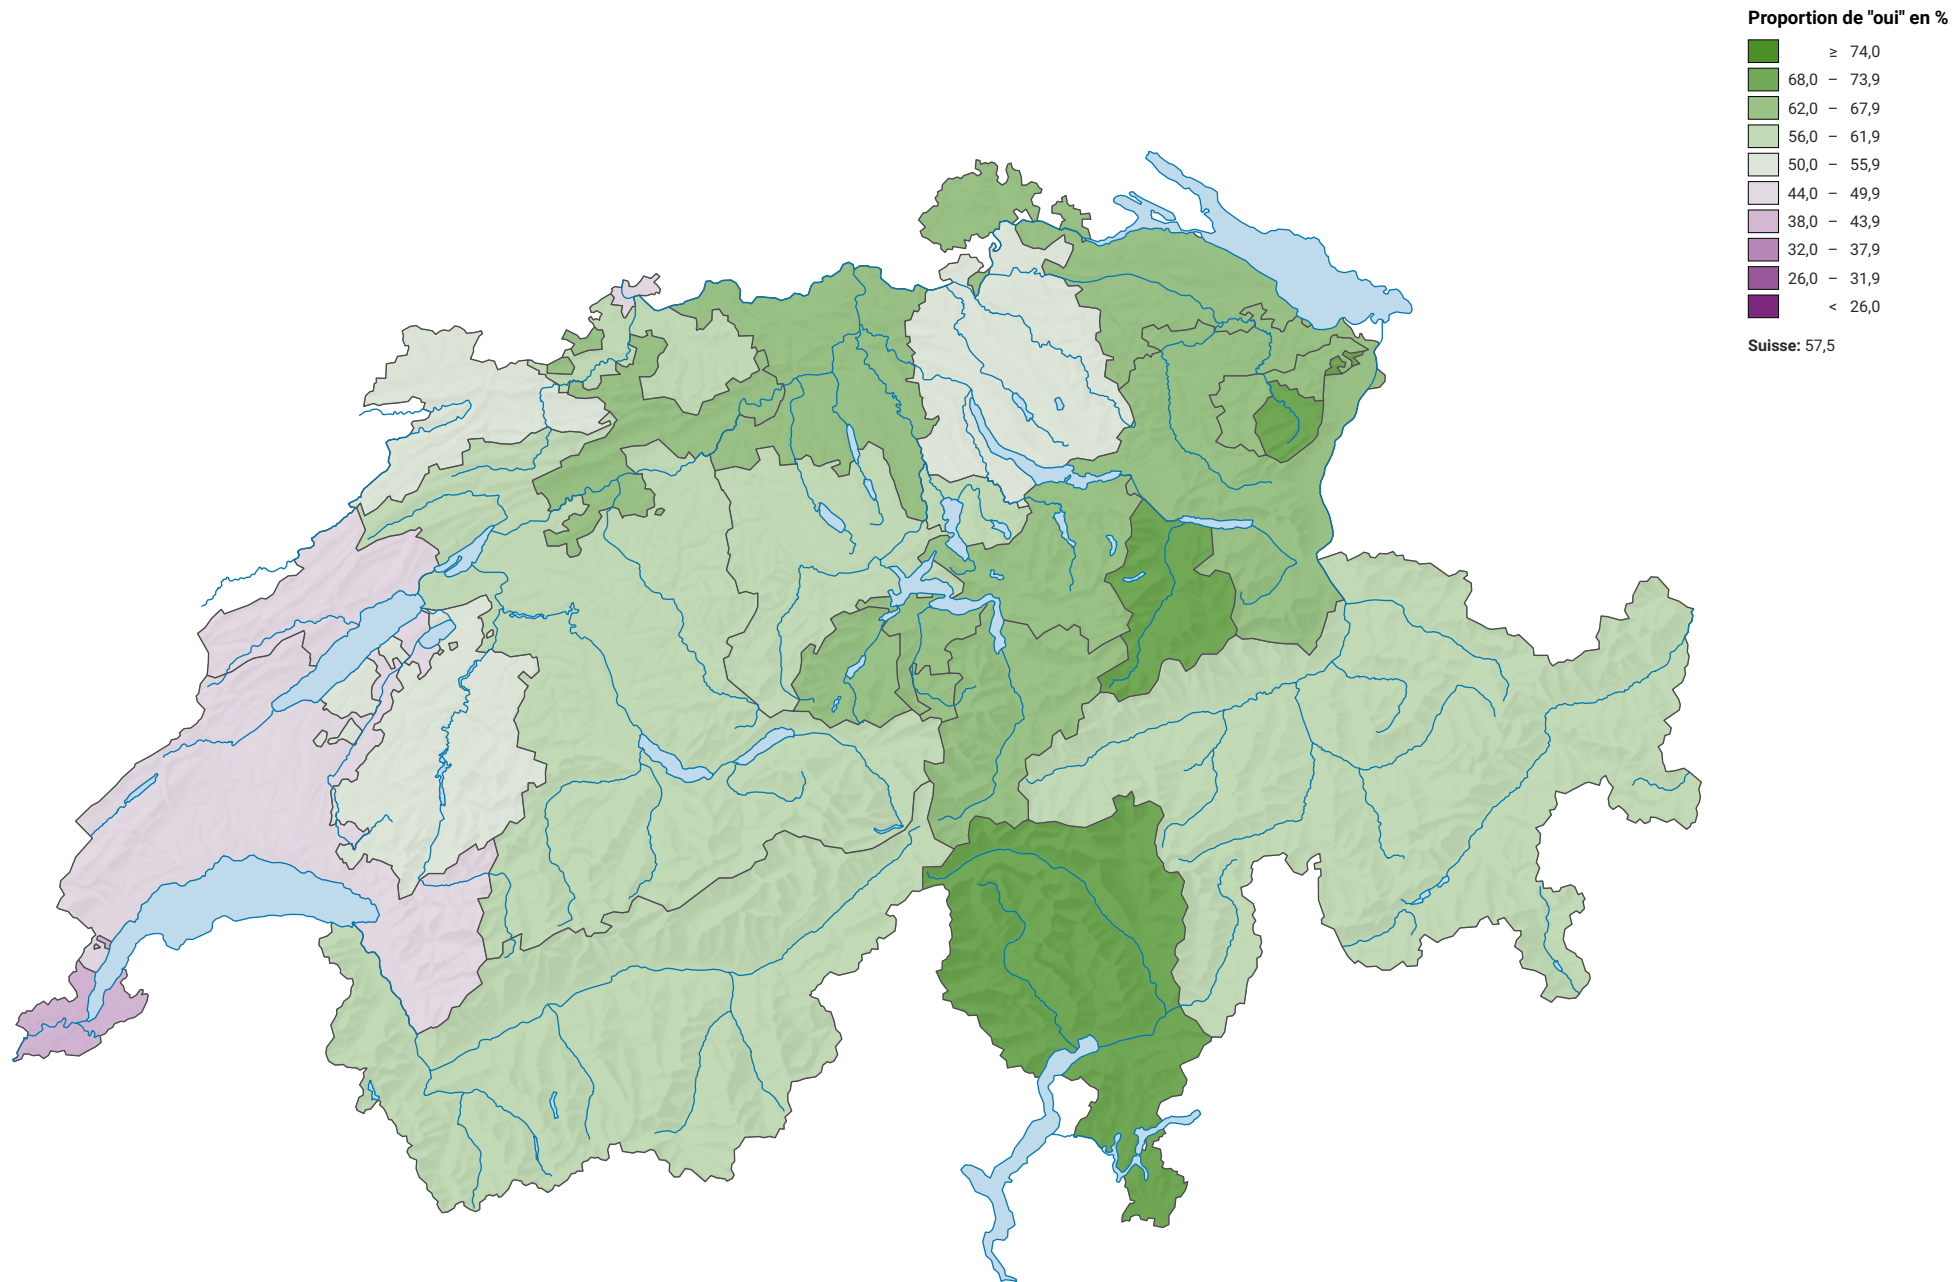 Proportion de "oui" en %
≥ 74,0
68,0 – 73,9
62,0 – 67,9
56,0 – 61,9
50,0 – 55,9
44,0 – 49,9
38,0 – 43,9
32,0 – 37,9
26,0 – 31,9
< 26,0
Suisse: 57,5